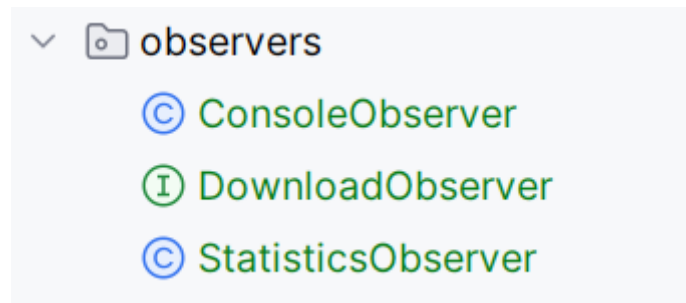 observers
C ConsoleObserver
I DownloadObserver
C StatisticsObserver